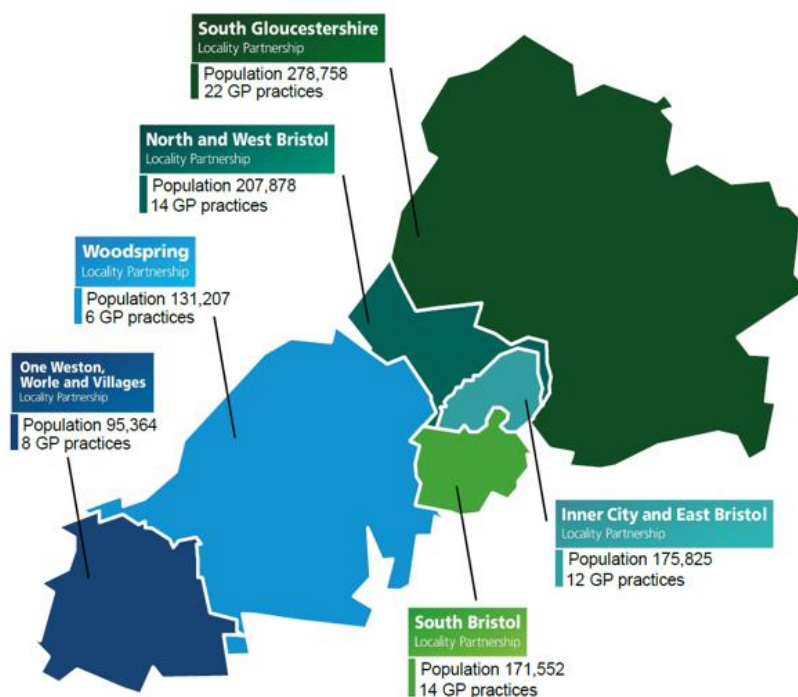 South Gloucestershire
Locality Partnership
Population 278,758
22 GP practices
North and West Bristol
Locality Partnership
Population 207,878
14 GP practices
Woodspring
Locality Partnership
Population 131,207
6 GP practices
One Weston,
Worle and Villages
Locality Partnership
Population 95,364
8 GP practices
Inner City and East Bristol
Locality Partnership
Population 175,825
12 GP practices
South Bristol
Locality Partnership
Population 171,552
14 GP practices